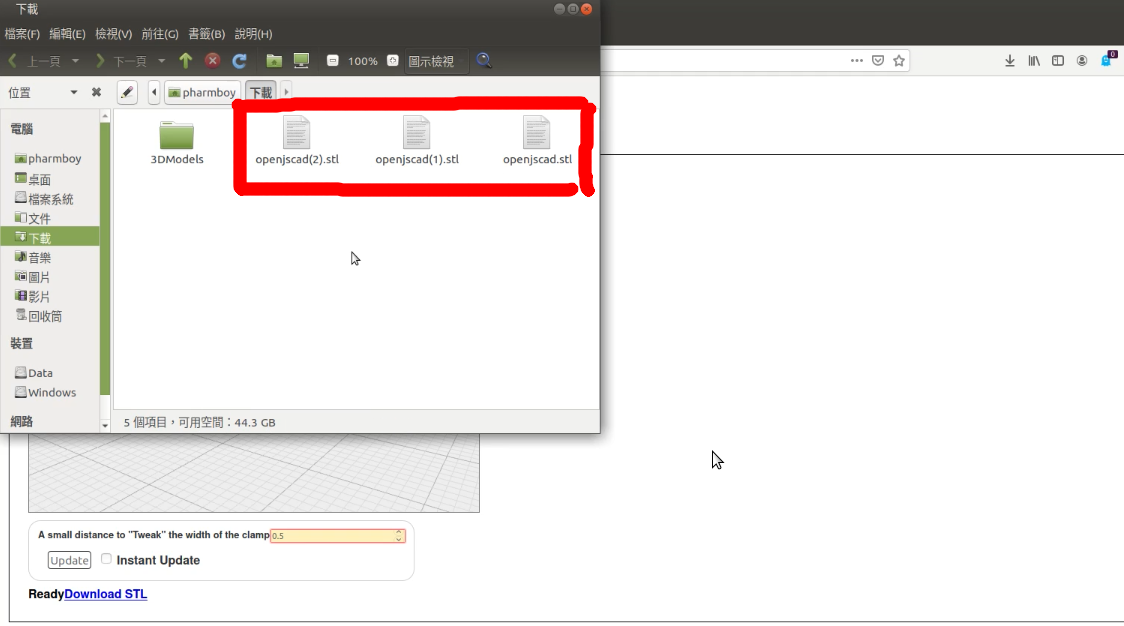 下載
檔案(F) 編輯(E) 檢視(V) 前往(G) 書籤(B) 說明(H)
上一頁 下一頁 100% 圖示檢視
位置 pharmboy 下載
電腦
pharmboy
桌面
檔案系統
文件
下載
音樂
圖片
影片
回收筒
裝置
Data
Windows
網路
3DModels openjscad(2).stl openjscad(1).stl openjscad.stl
5 個項目，可用空間：44.3 GB
0
A small distance to "Tweak" the width of the clamp 0.5
Update Instant Update
ReadyDownload STL